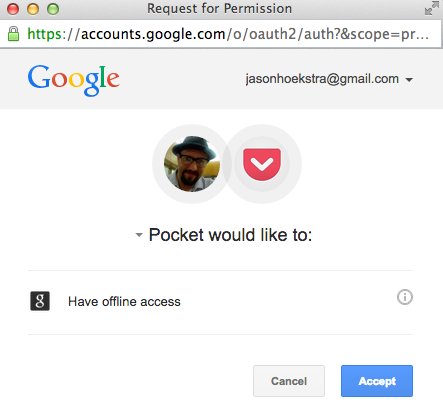 Request for Permission
https://accounts.google.com/o/oauth2/auth?&scope=pr...
Google
jasonhoekstra@gmail.com
Pocket would like to:
g
Have offline access
i
Cancel
Accept